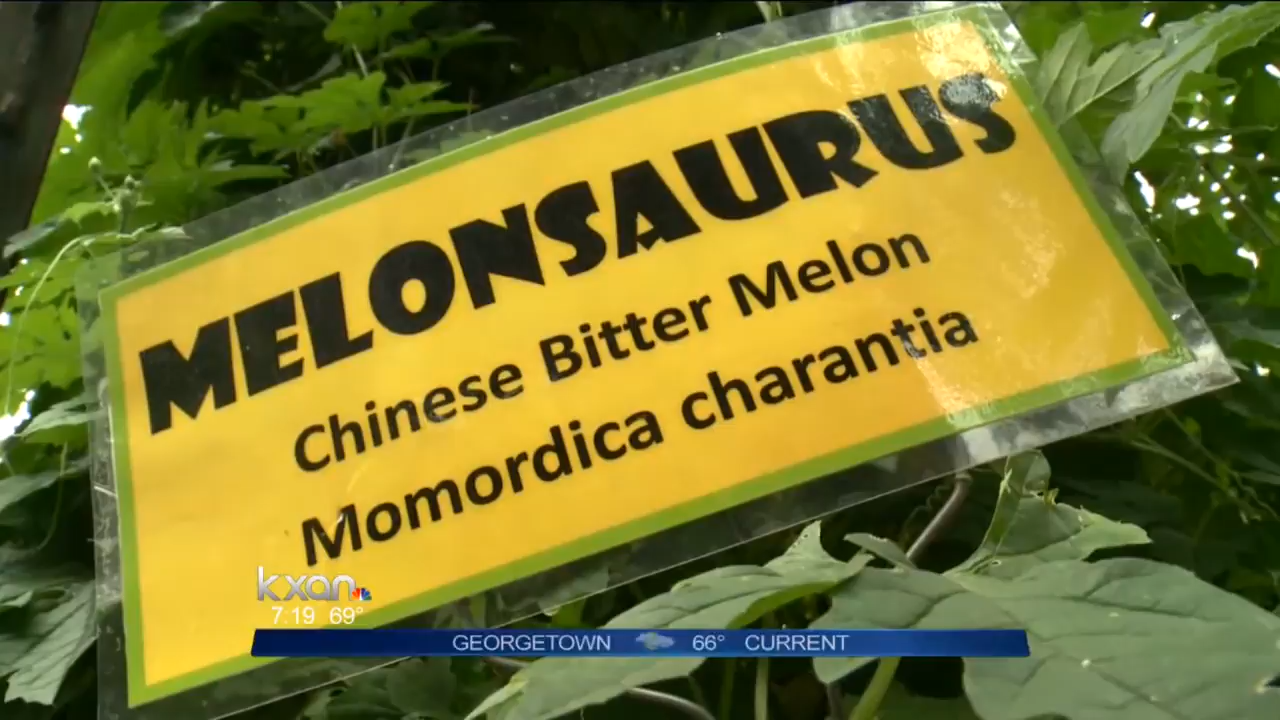 MELONSAURUS
Chinese Bitter Melon
Momordica charantia
kxan
7:19 69°
GEORGETOWN 66° CURRENT